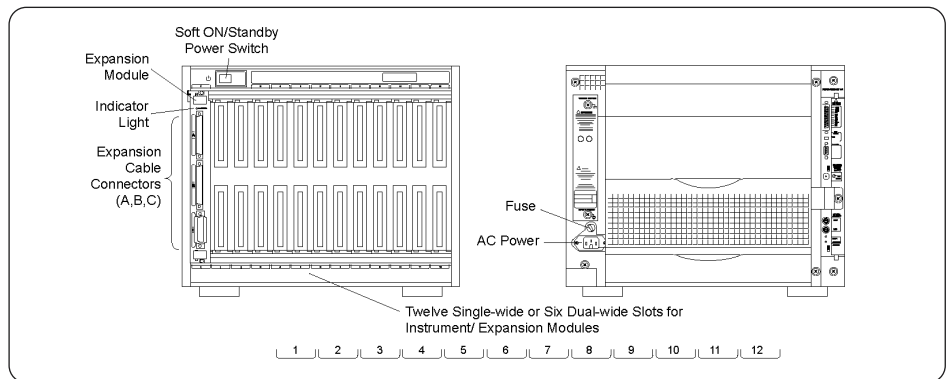 Soft ON/Standby
Power Switch
Expansion
Module
Indicator
Light
Expansion
Cable
Connectors
(A,B,C)
Fuse
AC Power
Twelve Single-wide or Six Dual-wide Slots for
Instrument/ Expansion Modules
1 2 3 4 5 6 7 8 9 10 11 12